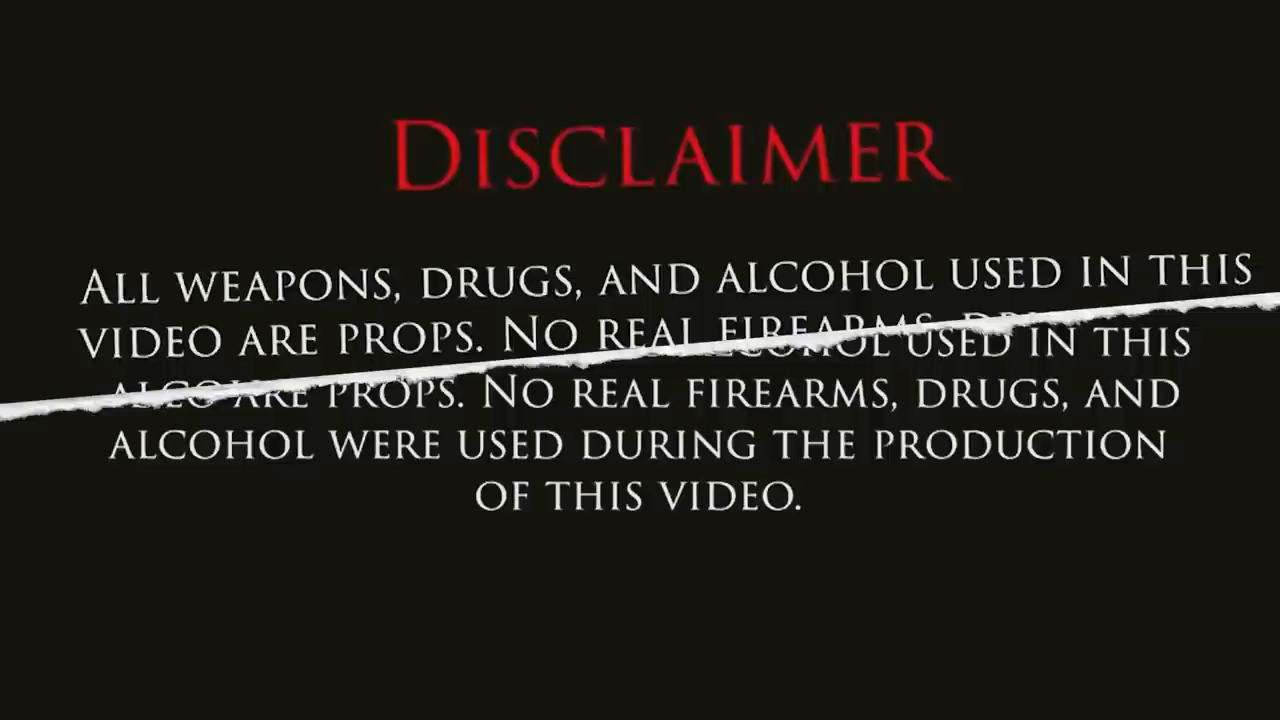 DISCLAIMER
ALL WEAPONS, DRUGS, AND ALCOHOL USED IN THIS
VIDEO ARE PROPS. NO REAL FIREARMS,
USED IN THIS
ARE PROPS. NO REAL FIREARMS, DRUGS, AND
ALCOHOL WERE USED DURING THE PRODUCTION
OF THIS VIDEO.